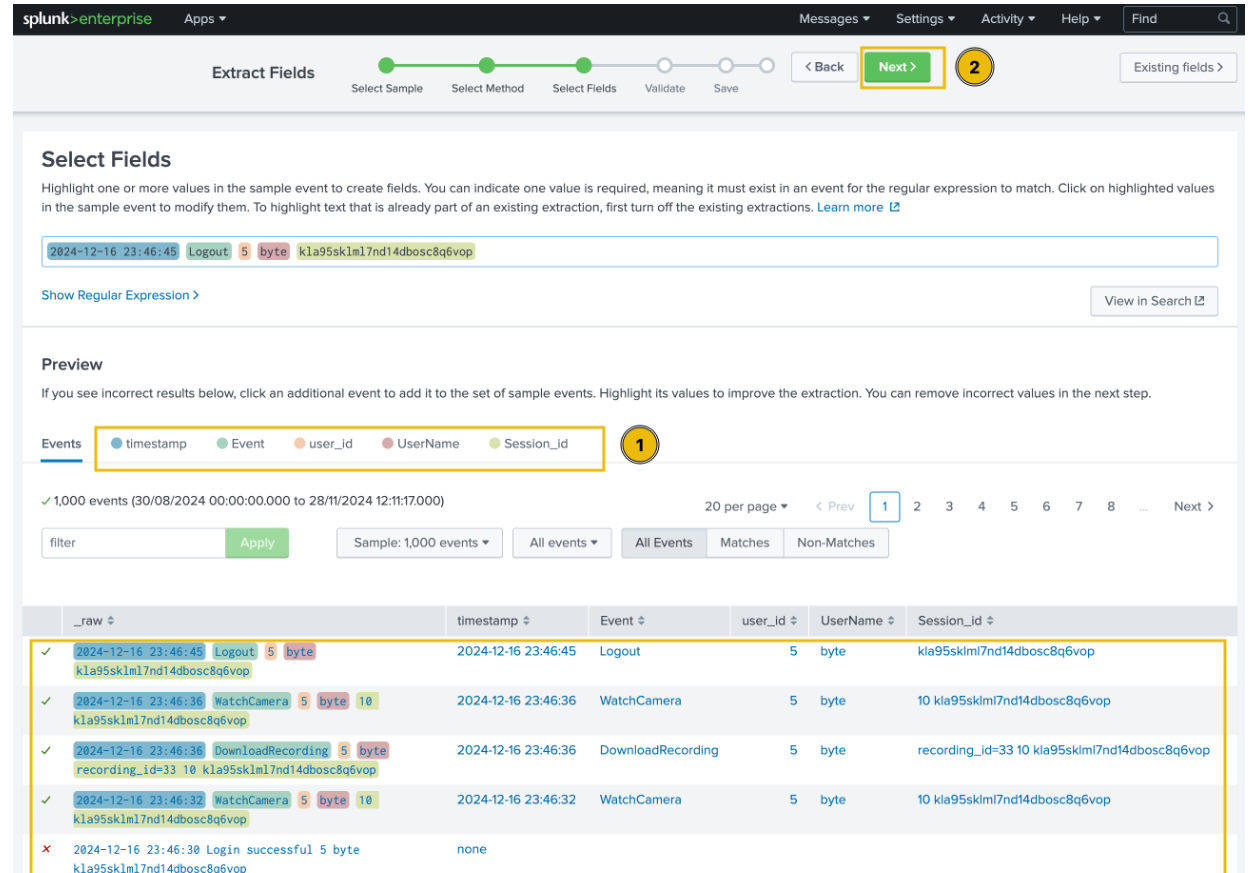 splunk>enterprise Apps ▾ Messages ▾ Settings ▾ Activity ▾ Help ▾ Find
Extract Fields
Select Sample Select Method Select Fields Validate Save
< Back Next > 2 Existing fields >
Select Fields
Highlight one or more values in the sample event to create fields. You can indicate one value is required, meaning it must exist in an event for the regular expression to match. Click on highlighted values
in the sample event to modify them. To highlight text that is already part of an existing extraction, first turn off the existing extractions. Learn more
2024-12-16 23:46:45 Logout 5 byte kla95sklml7nd14dbosc8q6vop
Show Regular Expression >
View in Search
Preview
If you see incorrect results below, click an additional event to add it to the set of sample events. Highlight its values to improve the extraction. You can remove incorrect values in the next step.
Events timestamp Event user_id UserName Session_id 1
✓ 1,000 events (30/08/2024 00:00:00.000 to 28/11/2024 12:11:17.000)
20 per page ▾ < Prev 1 2 3 4 5 6 7 8 ... Next >
filter Apply Sample: 1,000 events ▾ All events ▾ All Events Matches Non-Matches
_raw timestamp Event user_id UserName Session_id
✓ 2024-12-16 23:46:45 Logout 5 byte 2024-12-16 23:46:45 Logout 5 byte kla95sklml7nd14dbosc8q6vop
kla95sklml7nd14dbosc8q6vop
✓ 2024-12-16 23:46:36 WatchCamera 5 byte 10 2024-12-16 23:46:36 WatchCamera 5 byte 10 kla95sklml7nd14dbosc8q6vop
kla95sklml7nd14dbosc8q6vop
✓ 2024-12-16 23:46:36 DownloadRecording 5 byte 2024-12-16 23:46:36 DownloadRecording 5 byte recording_id=33 10 kla95sklml7nd14dbosc8q6vop
recording_id=33 10 kla95sklml7nd14dbosc8q6vop
✓ 2024-12-16 23:46:32 WatchCamera 5 byte 10 2024-12-16 23:46:32 WatchCamera 5 byte 10 kla95sklml7nd14dbosc8q6vop
kla95sklml7nd14dbosc8q6vop
✗ 2024-12-16 23:46:30 Login successful 5 byte none
kla95sklml7nd14dbosc8q6vop